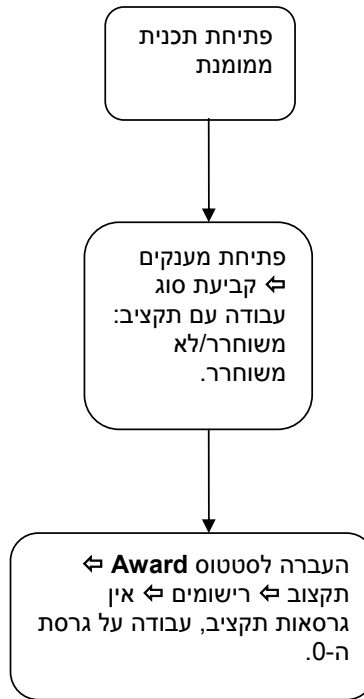 פתיחת תכנית
ממומנת
פתיחת מענקים
⇦ קביעת סוג
עבודה עם תקציב:
משוחרר/לא
משוחרר.
העברה לסטטוס Award ⇦
תקצוב ⇦ רישומים ⇦ אין
גרסאות תקציב, עבודה על גרסת
ה-0.